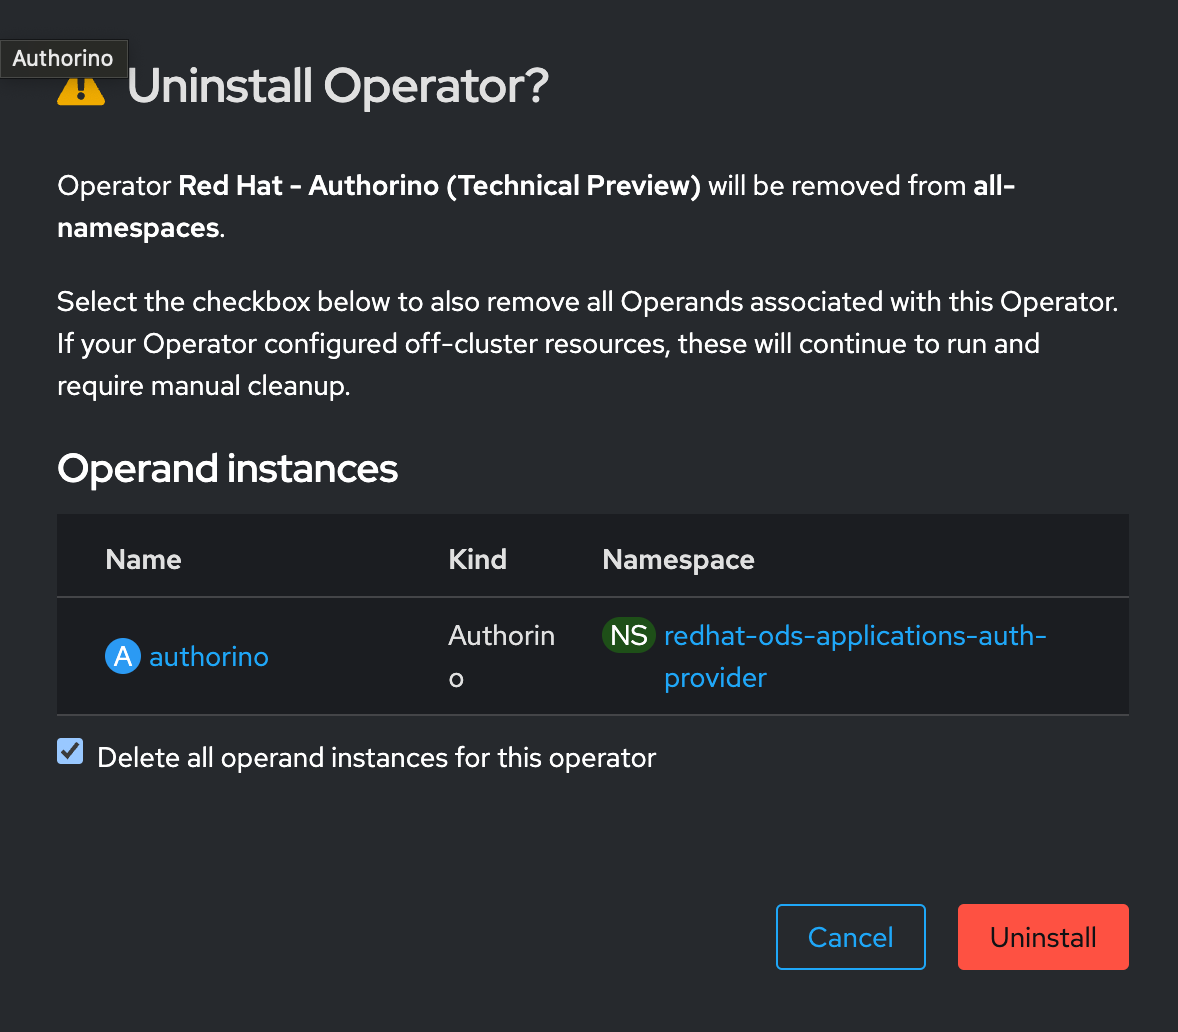 Authorino
Uninstall Operator?
Operator Red Hat - Authorino (Technical Preview) will be removed from all-
namespaces.
Select the checkbox below to also remove all Operands associated with this Operator.
If your Operator configured off-cluster resources, these will continue to run and
require manual cleanup.
Operand instances
Name Kind Namespace
A authorino Authorin NS redhat-ods-applications-auth-
o provider
Delete all operand instances for this operator
Cancel Uninstall